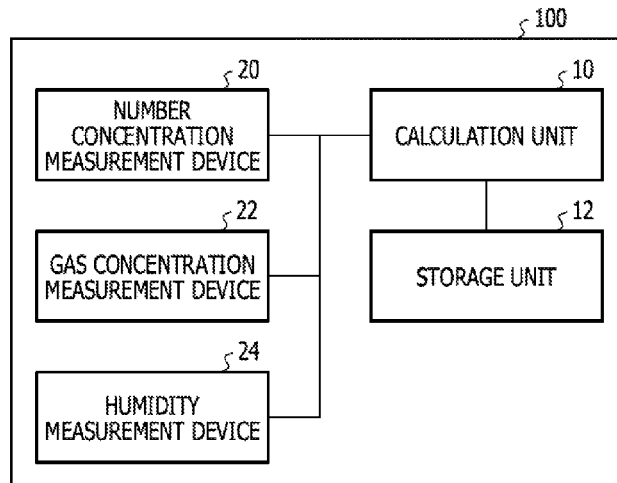 100
20
NUMBER
CONCENTRATION
MEASUREMENT DEVICE
10
CALCULATION UNIT
22
GAS CONCENTRATION
MEASUREMENT DEVICE
12
STORAGE UNIT
24
HUMIDITY
MEASUREMENT DEVICE